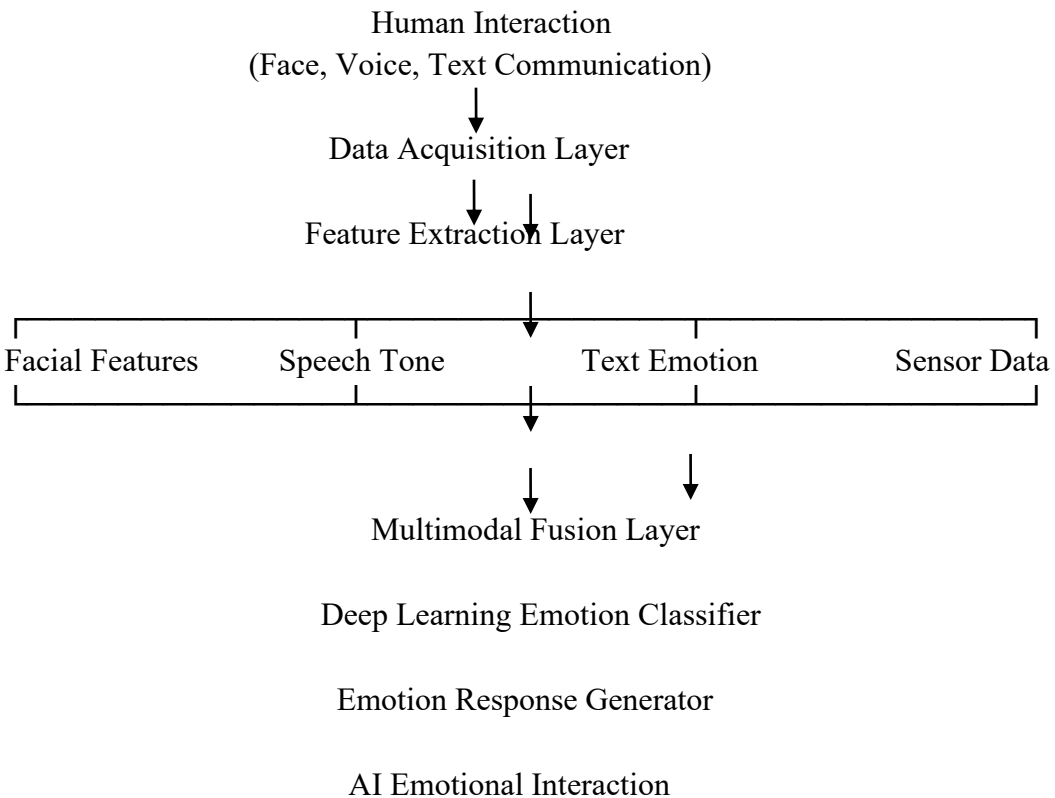 Human Interaction
(Face, Voice, Text Communication)
Data Acquisition Layer
Feature Extraction Layer
Facial Features Speech Tone Text Emotion Sensor Data
Multimodal Fusion Layer
Deep Learning Emotion Classifier
Emotion Response Generator
AI Emotional Interaction